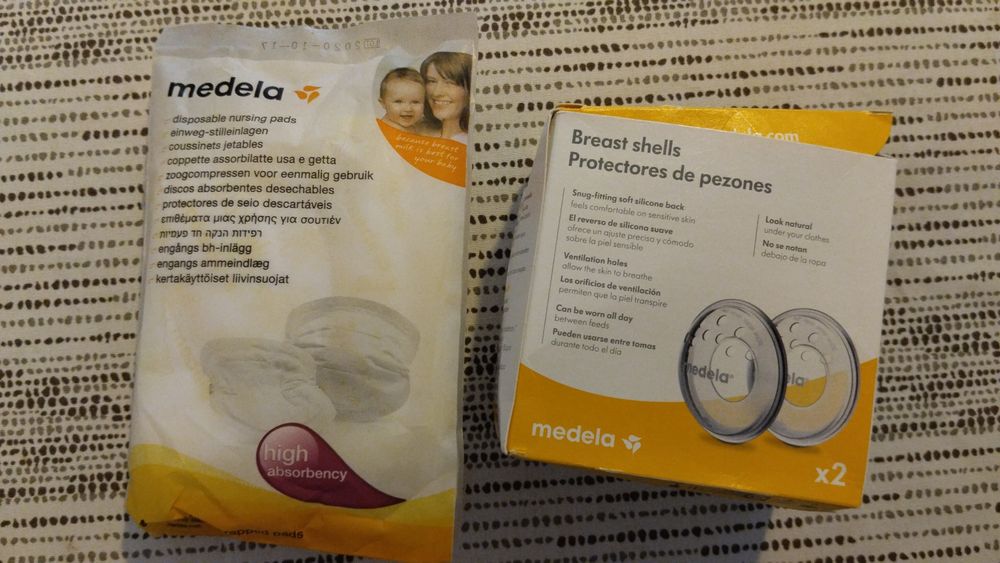 2020-10-17
medela
because breast
milk is best for
your baby
disposable nursing pads
einweg-stilleinlagen
coussinets jetables
coppette assorbilatte usa e getta
zoogcompressen voor eenmalig gebruik
discos absorbentes desechables
protectores de seio descartáveis
επιθέματα μιας χρήσης για σουτιέν
רפידות הנקה חד פעמיות
engångs bh-inlägg
engangs ammeindlæg
kertakäyttöiset liivinsuojat
high
absorbency
pads
dela.com
Breast shells
Protectores de pezones
Snug-fitting soft silicone back
feels comfortable on sensitive skin
El reverso de silicona suave
ofrece un ajuste preciso y cómodo
sobre la piel sensible
Ventilation holes
allow the skin to breathe
Los orificios de ventilación
permiten que la piel transpire
Can be worn all day
between feeds
Pueden usarse entre tomas
durante todo el día
Look natural
under your clothes
No se notan
debajo de la ropa
medela
medela
x2